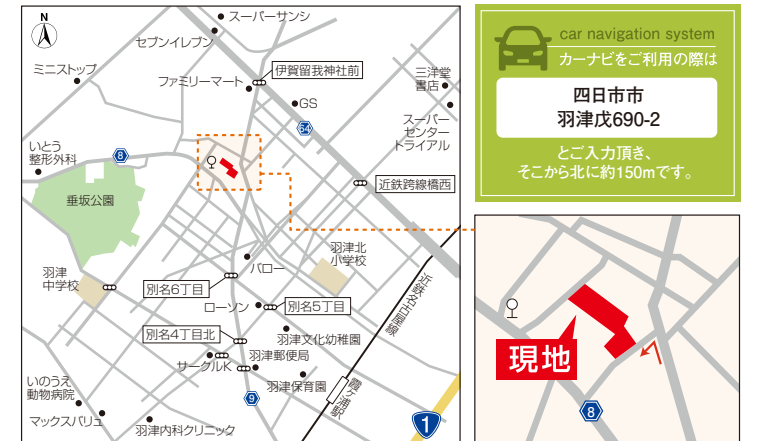 N
スーパーサンシ
セブンイレブン
ミニストップ
ファミリーマート
伊賀留我神社前
三洋堂
書店
GS
64
スーパー
センター
トライアル
いとう
整形外科
8
近鉄跨線橋西
垂坂公園
羽津北
小学校
バロー
羽津
中学校
別名6丁目
ローソン
別名5丁目
近鉄名古屋線
別名4丁目北
羽津文化幼稚園
サークルK
羽津郵便局
いのうえ
動物病院
羽津保育園
霞ヶ浦駅
9
マックスバリュ
羽津内科クリニック
1
car navigation system
カーナビをご利用の際は
四日市市
羽津戊690-2
とご入力頂き、
そこから北に約150mです。
現地
8